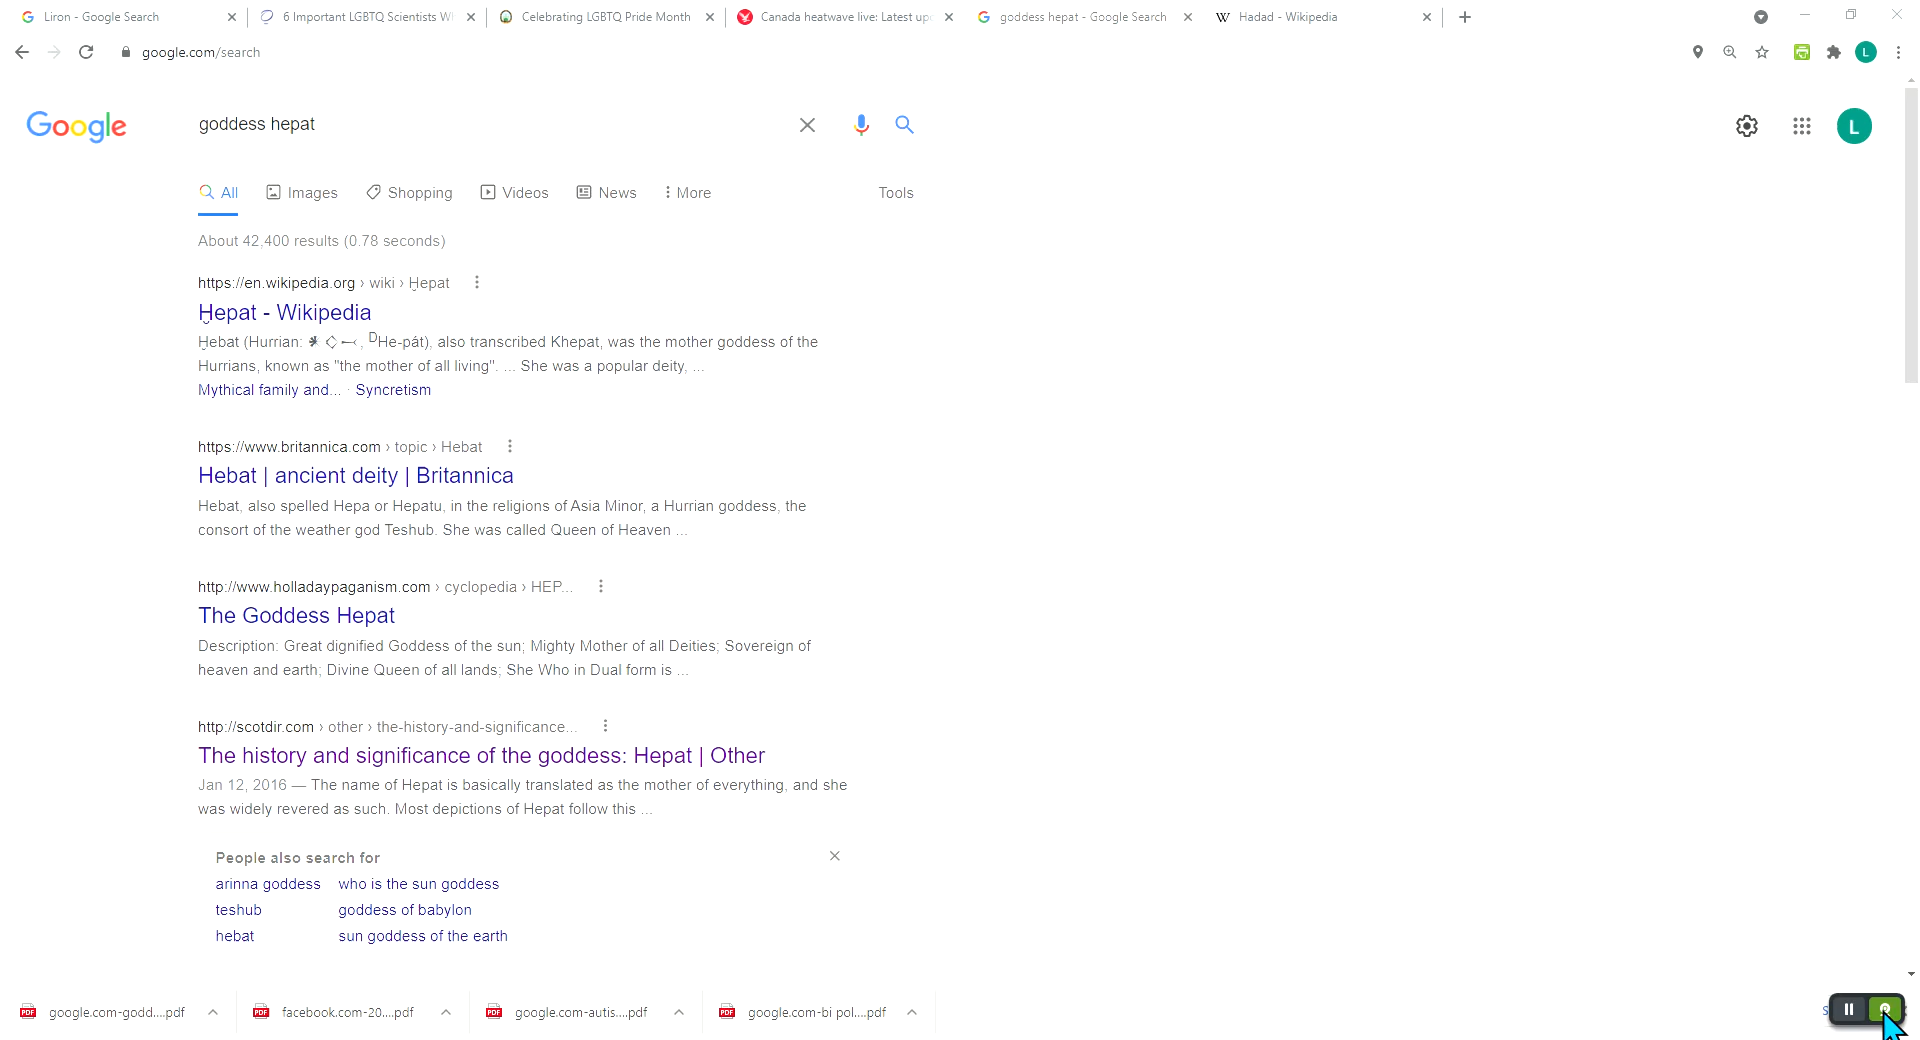 Liron - Google Search
6 Important LGBTQ Scientists W
Celebrating LGBTQ Pride Month
Canada heatwave live: Latest up
goddess hepat - Google Search
W Hadad - Wikipedia
google.com/search
L
Google
goddess hepat
L
All Images Shopping Videos News More Tools
About 42,400 results (0.78 seconds)
https://en.wikipedia.org › wiki › Ḫepat
Ḫepat - Wikipedia
Ḫebat (Hurrian: , ᴰHe-pát), also transcribed Khepat, was the mother goddess of the
Hurrians, known as "the mother of all living". ... She was a popular deity, ...
Mythical family and... · Syncretism
https://www.britannica.com › topic › Hebat
Hebat | ancient deity | Britannica
Hebat, also spelled Hepa or Hepatu, in the religions of Asia Minor, a Hurrian goddess, the
consort of the weather god Teshub. She was called Queen of Heaven ...
http://www.holladaypaganism.com › cyclopedia › HEP...
The Goddess Hepat
Description: Great dignified Goddess of the sun; Mighty Mother of all Deities; Sovereign of
heaven and earth; Divine Queen of all lands; She Who in Dual form is ...
http://scotdir.com › other › the-history-and-significance...
The history and significance of the goddess: Hepat | Other
Jan 12, 2016 — The name of Hepat is basically translated as the mother of everything, and she
was widely revered as such. Most depictions of Hepat follow this ...
People also search for
arinna goddess who is the sun goddess
teshub goddess of babylon
hebat sun goddess of the earth
PDF google.com-godd....pdf
PDF facebook.com-20....pdf
PDF google.com-autis....pdf
PDF google.com-bi pol....pdf